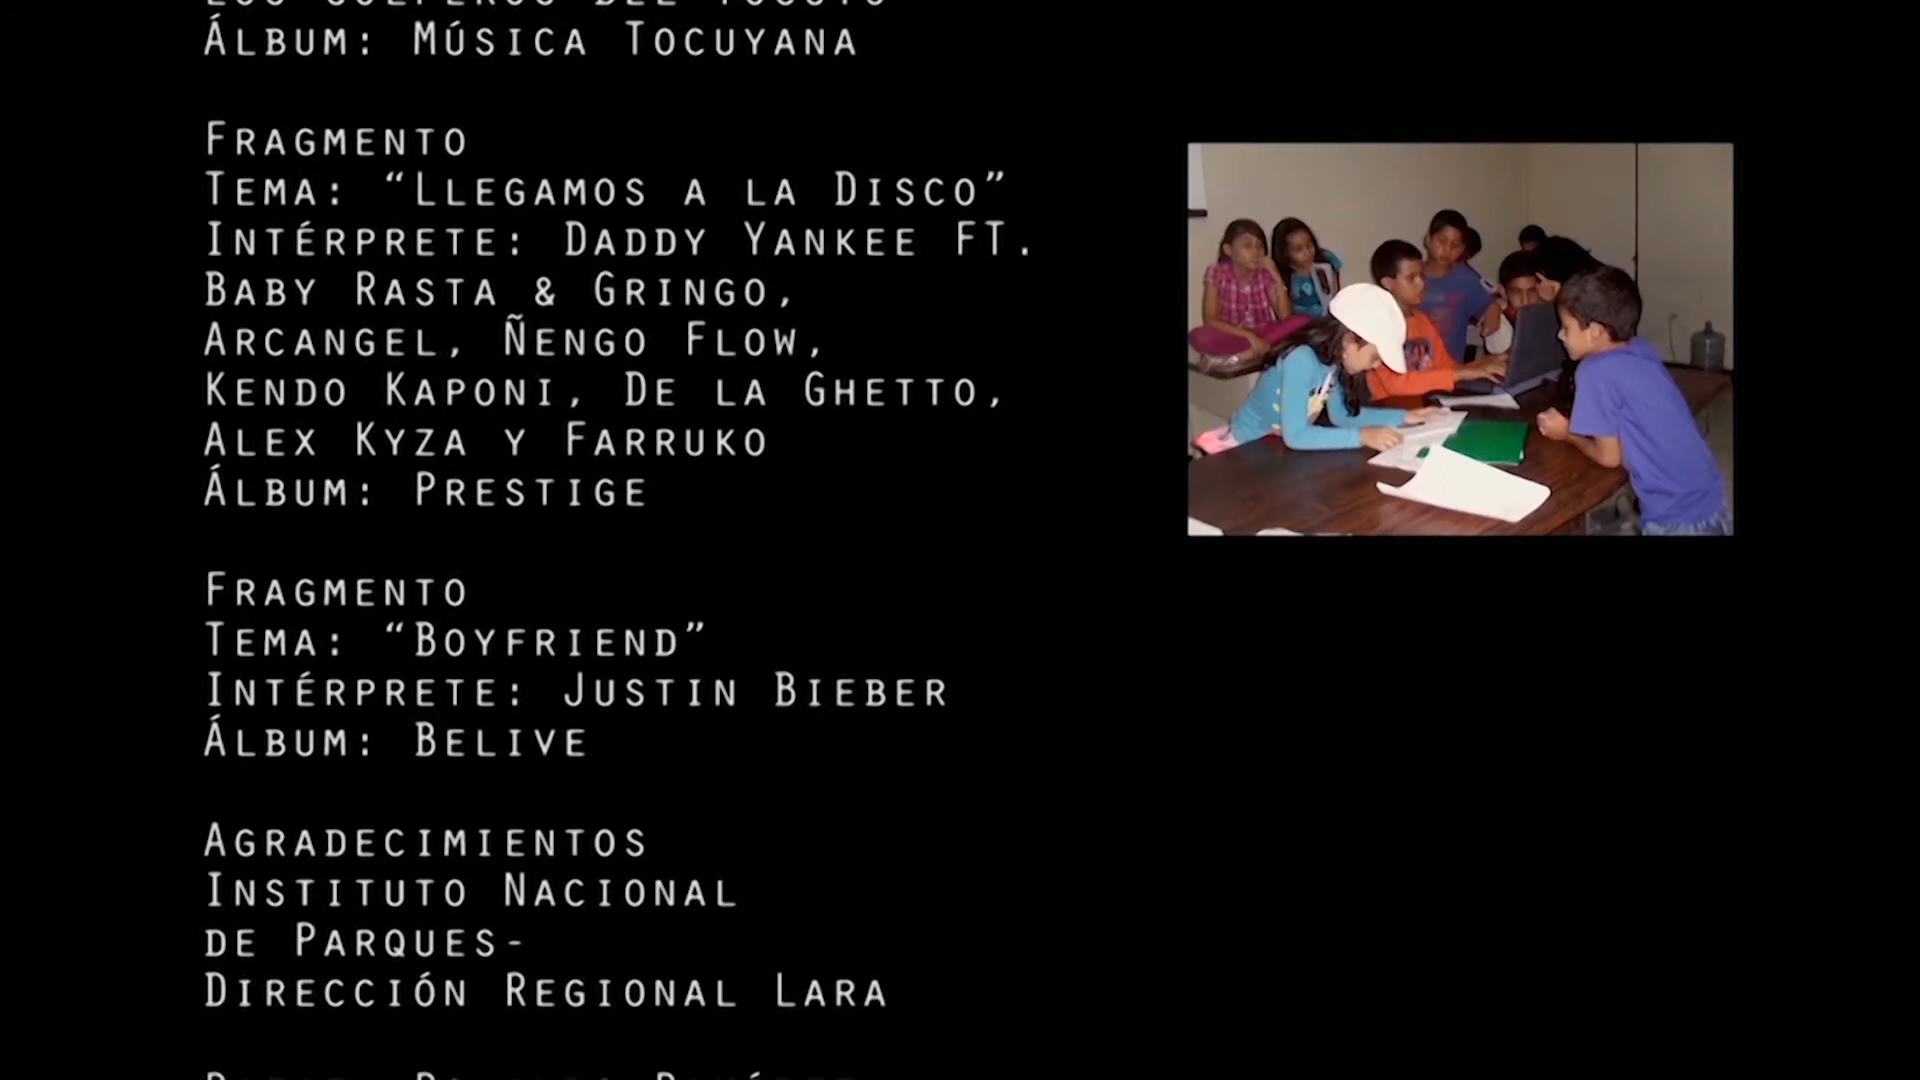 Álbum: Música Tocuyana
Fragmento
Tema: “Llegamos a la Disco”
Intérprete: Daddy Yankee FT.
Baby Rasta & Gringo,
Arcangel, Ñengo Flow,
Kendo Kaponi, De la Ghetto,
Alex Kyza y Farruko
Álbum: Prestige
Fragmento
Tema: “Boyfriend”
Intérprete: Justin Bieber
Álbum: Belive
Agradecimientos
Instituto Nacional
de Parques-
Dirección Regional Lara